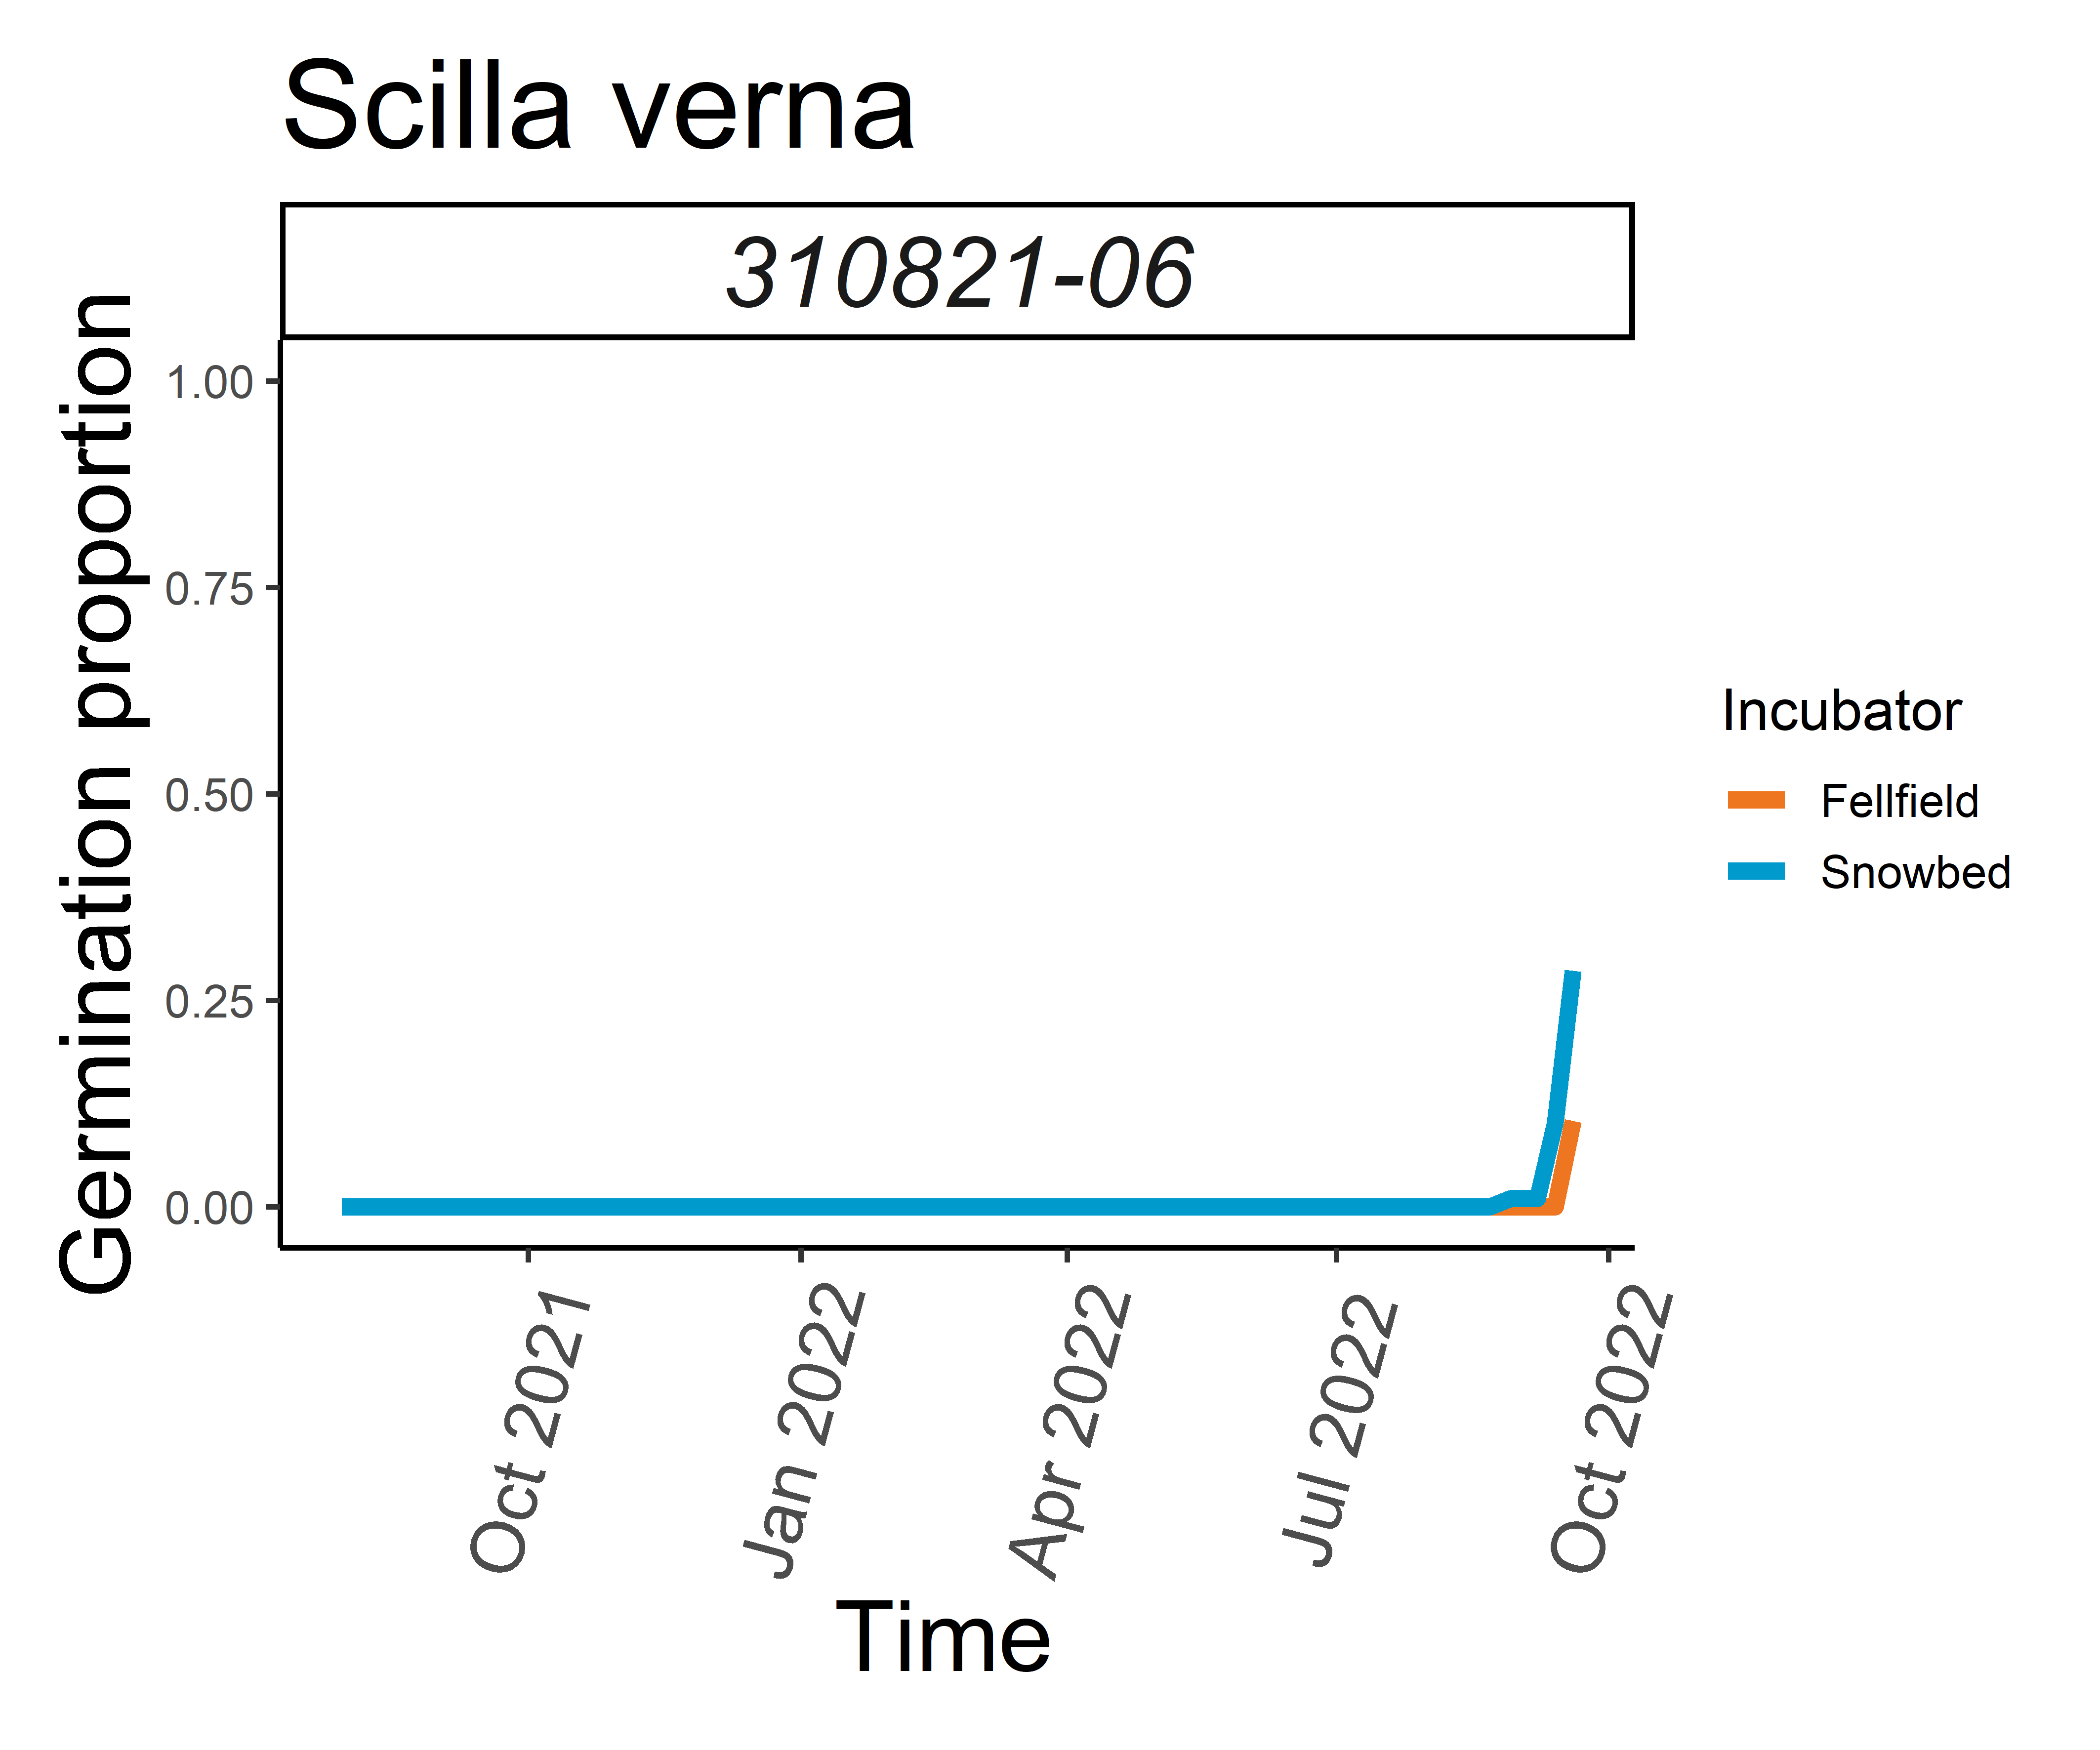 Scilla verna
310821-06
Germination proportion
1.00
0.75
0.50
0.25
0.00
Oct 2021
Jan 2022
Apr 2022
Jul 2022
Oct 2022
Time
Incubator
Fellfield
Snowbed